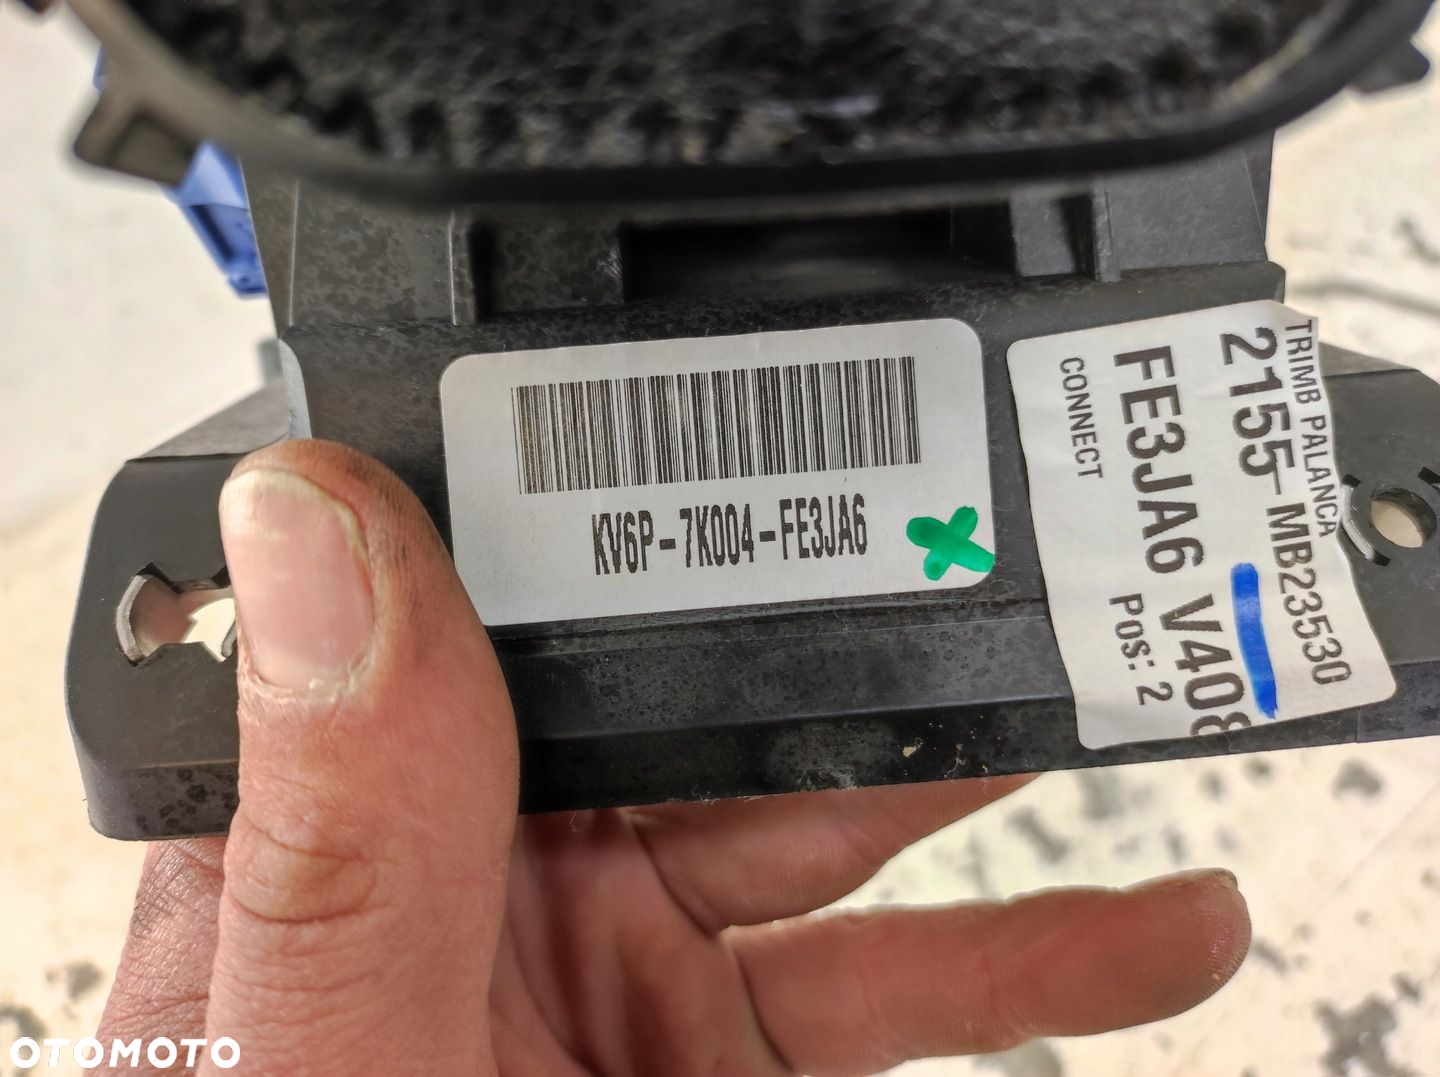 KV6P-7K004-FE3JA6
TRIMB PALANCA
2155-MB23530
FE3JA6 V408
CONNECT
Pos: 2
OTOMOTO